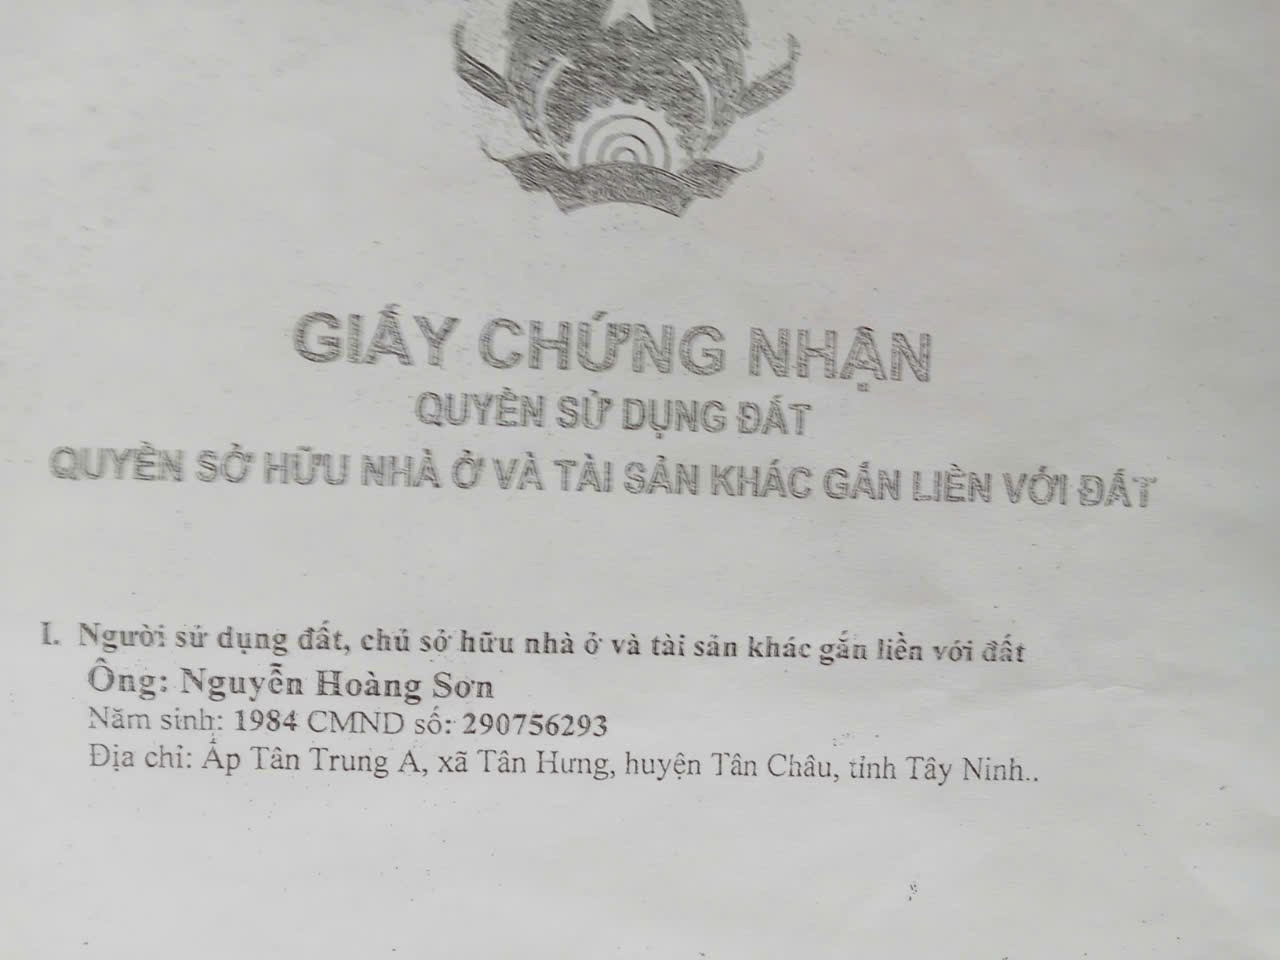 GIẤY CHỨNG NHẬN
QUYỀN SỬ DỤNG ĐẤT
QUYỀN SỞ HỮU NHÀ Ở VÀ TÀI SẢN KHÁC GẮN LIỀN VỚI ĐẤT
I. Người sử dụng đất, chủ sở hữu nhà ở và tài sản khác gắn liền với đất
Ông: Nguyễn Hoàng Sơn
Năm sinh: 1984 CMND số: 290756293
Địa chỉ: Ấp Tân Trung A, xã Tân Hưng, huyện Tân Châu, tỉnh Tây Ninh..